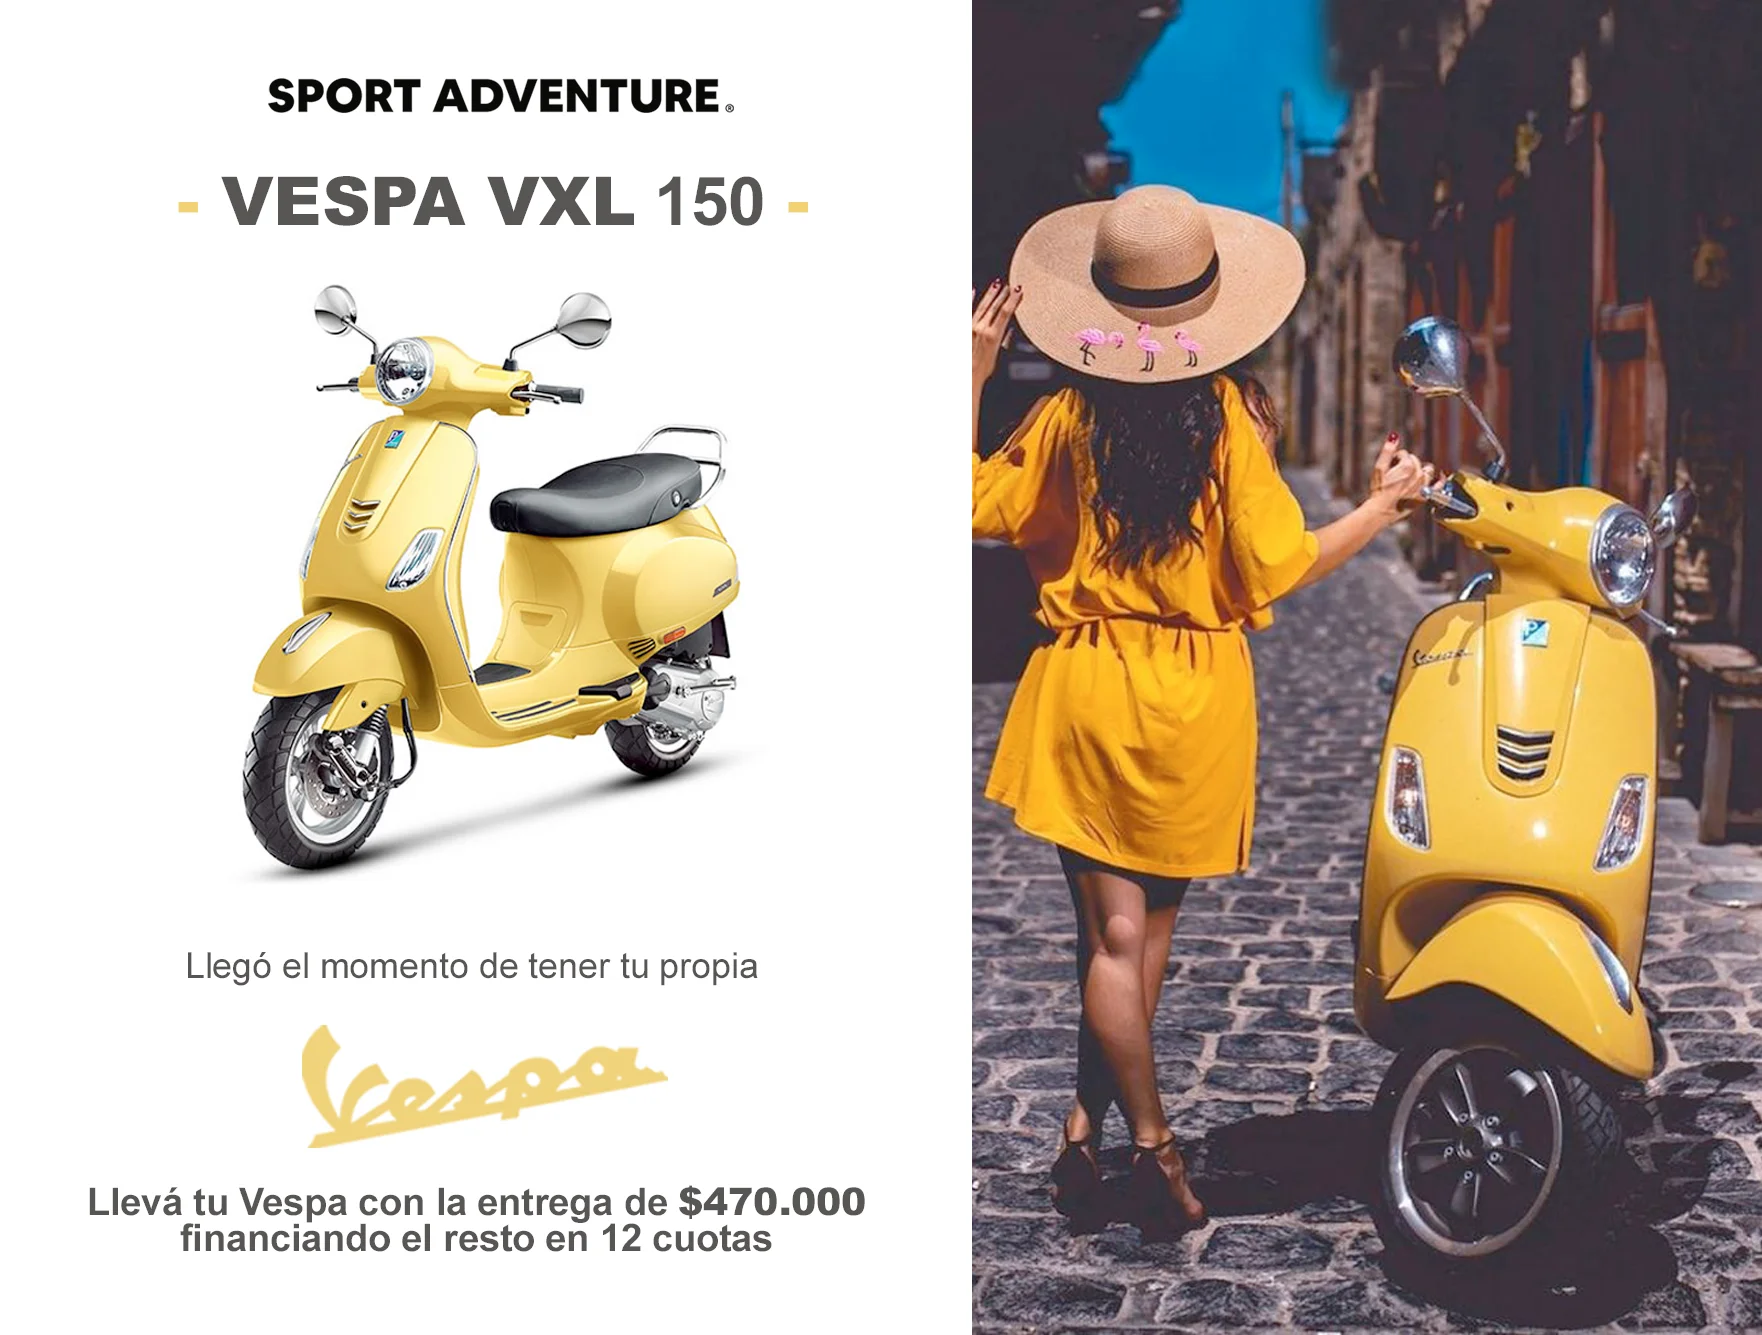 SPORT ADVENTURE®
- VESPA VXL 150 -
Llegó el momento de tener tu propia
Vespa
Llevá tu Vespa con la entrega de $470.000
financiando el resto en 12 cuotas
Vespa